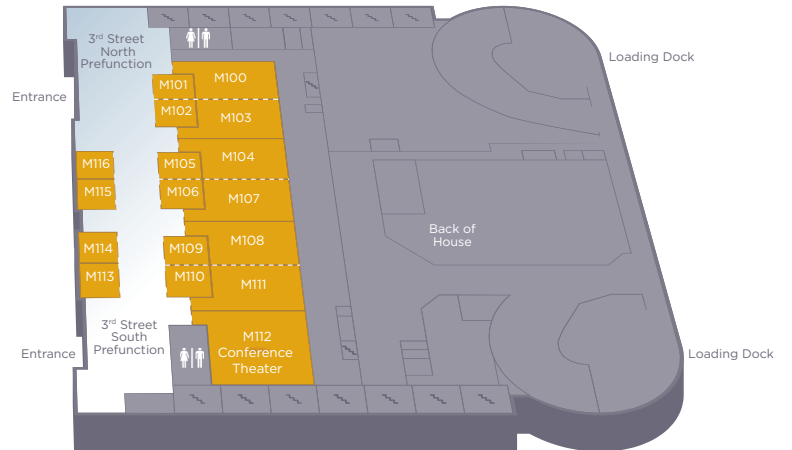 3rd Street
North
Prefunction
Loading Dock
Entrance
M101
M100
M102
M103
M116
M105
M104
M115
M106
M107
M114
M109
M108
Back of
House
M113
M110
M111
3rd Street
South
Prefunction
M112
Conference
Theater
Entrance
Loading Dock